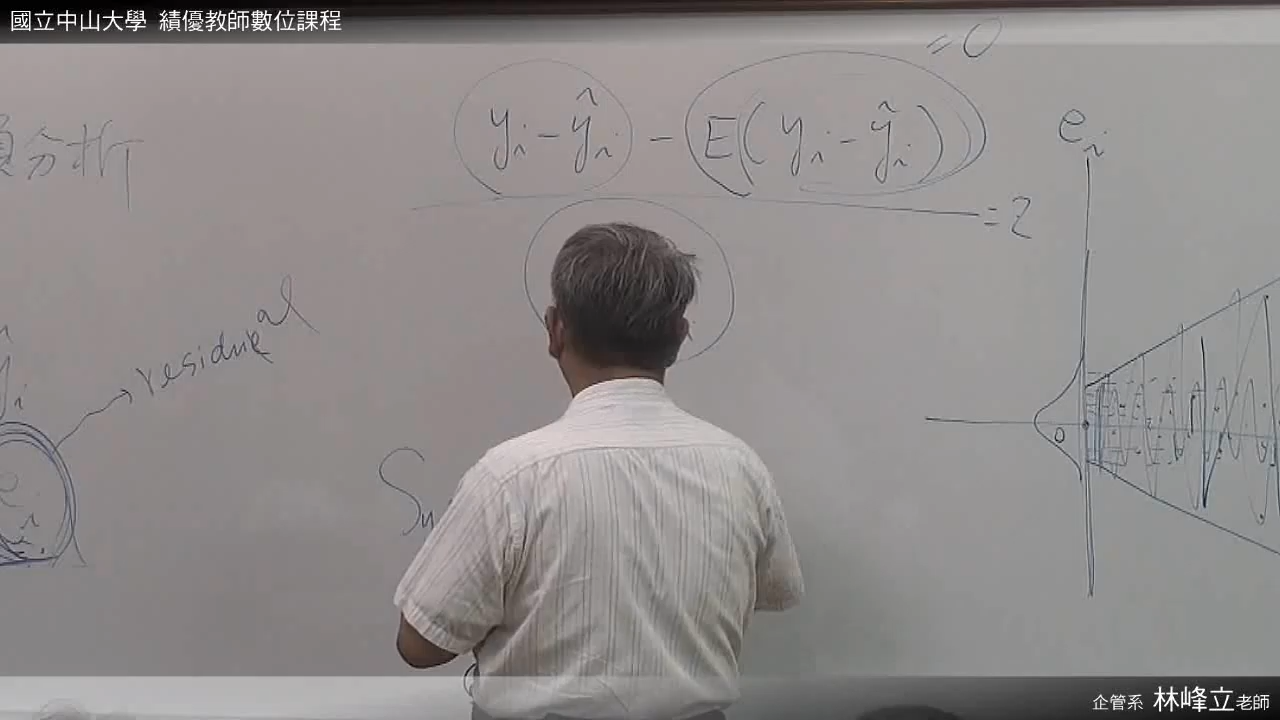 國立中山大學 績優教師數位課程
= 0
yᵢ - ŷᵢ - E(yᵢ - ŷᵢ)
= z
分析
eᵢ
→ residual
0
企管系 林峰立老師